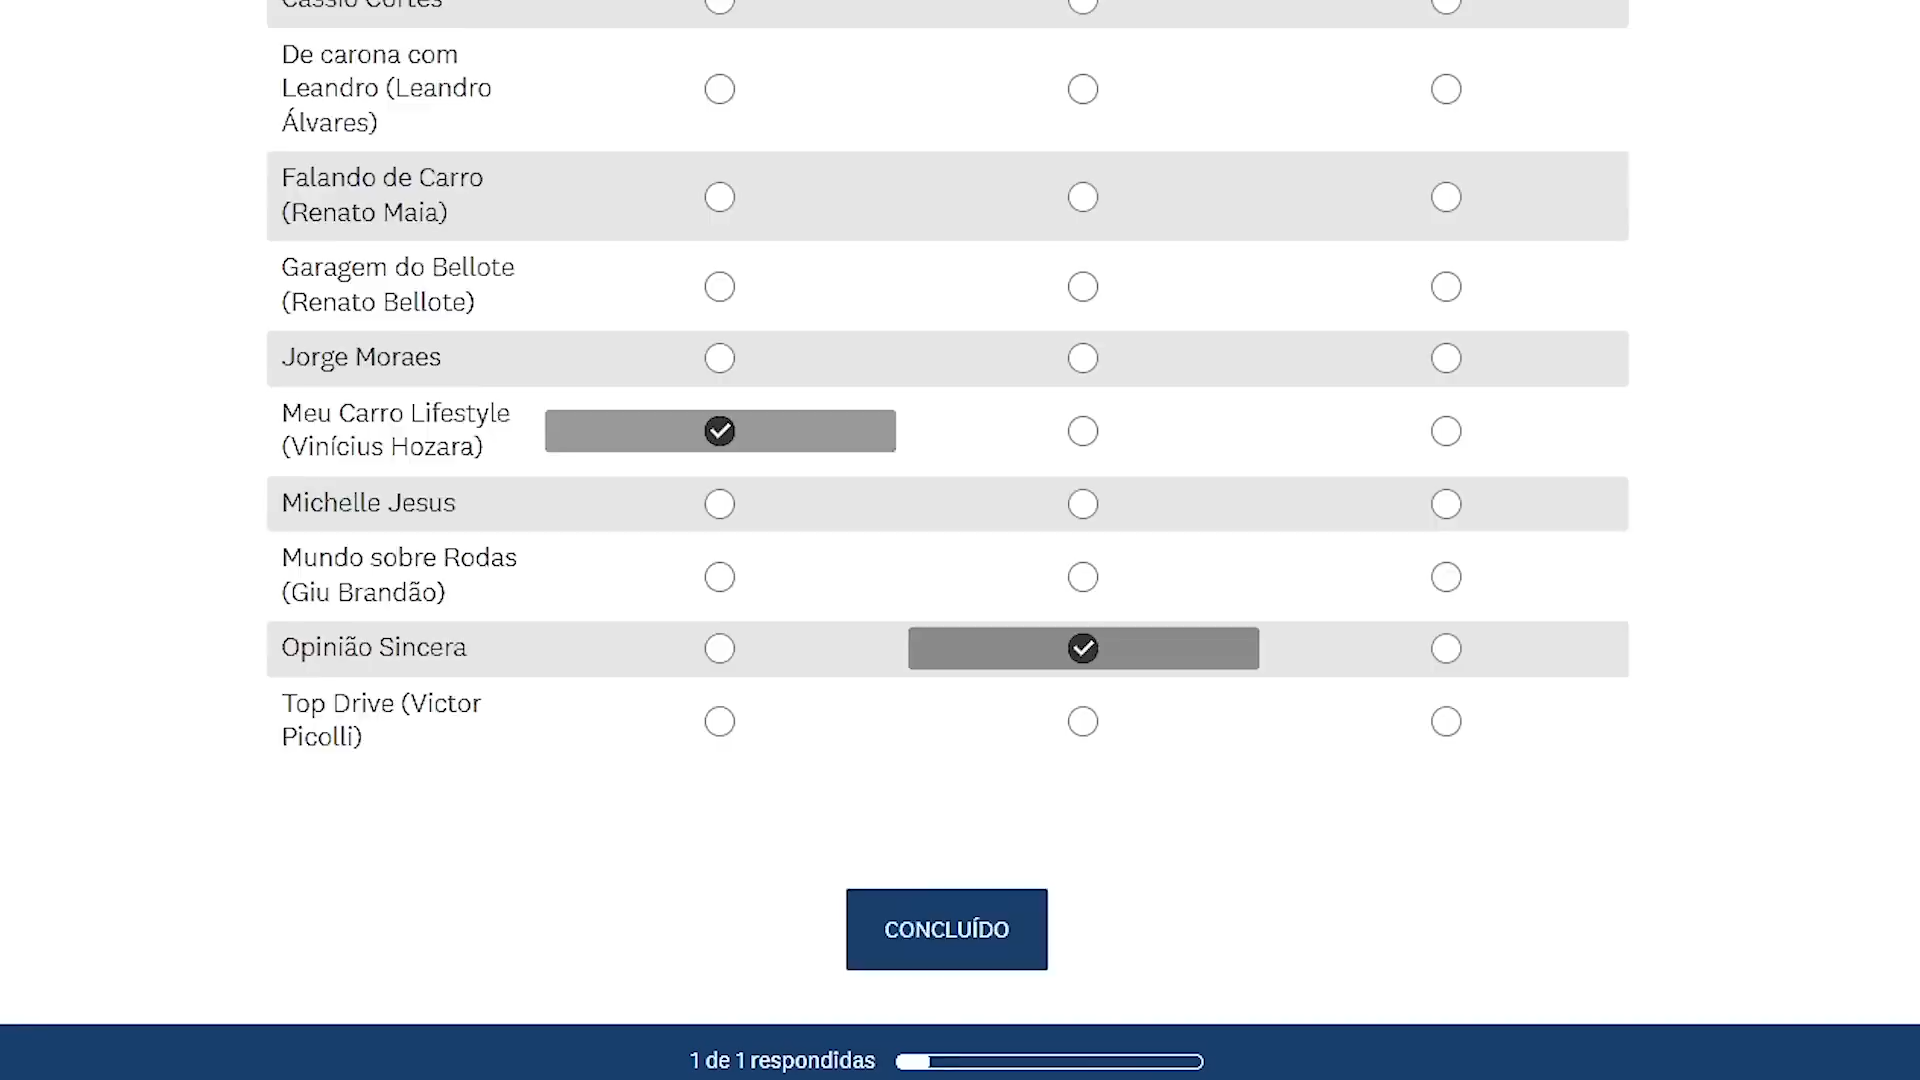 Cássio Cortes
De carona com
Leandro (Leandro
Álvares)
Falando de Carro
(Renato Maia)
Garagem do Bellote
(Renato Bellote)
Jorge Moraes
Meu Carro Lifestyle
(Vinícius Hozara)
Michelle Jesus
Mundo sobre Rodas
(Giu Brandão)
Opinião Sincera
Top Drive (Victor
Picolli)
CONCLUÍDO
1 de 1 respondidas